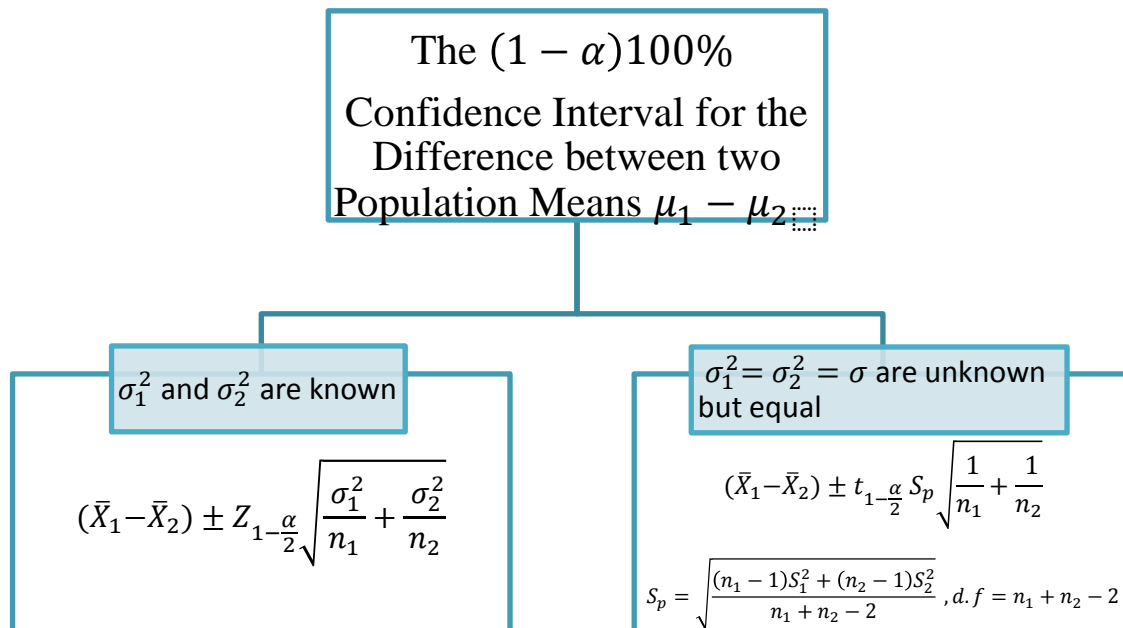 The (1 − α)100%
Confidence Interval for the
Difference between two
Population Means μ₁ − μ₂
σ₁² and σ₂² are known
(X̄₁−X̄₂) ± Z_{1−α/2} √(σ₁²/n₁ + σ₂²/n₂)
σ₁²= σ₂² = σ are unknown
but equal
(X̄₁−X̄₂) ± t_{1−α/2} S_p √(1/n₁ + 1/n₂)
S_p = √(((n₁ − 1)S₁² + (n₂ − 1)S₂²)/(n₁ + n₂ − 2)) , d. f = n₁ + n₂ − 2